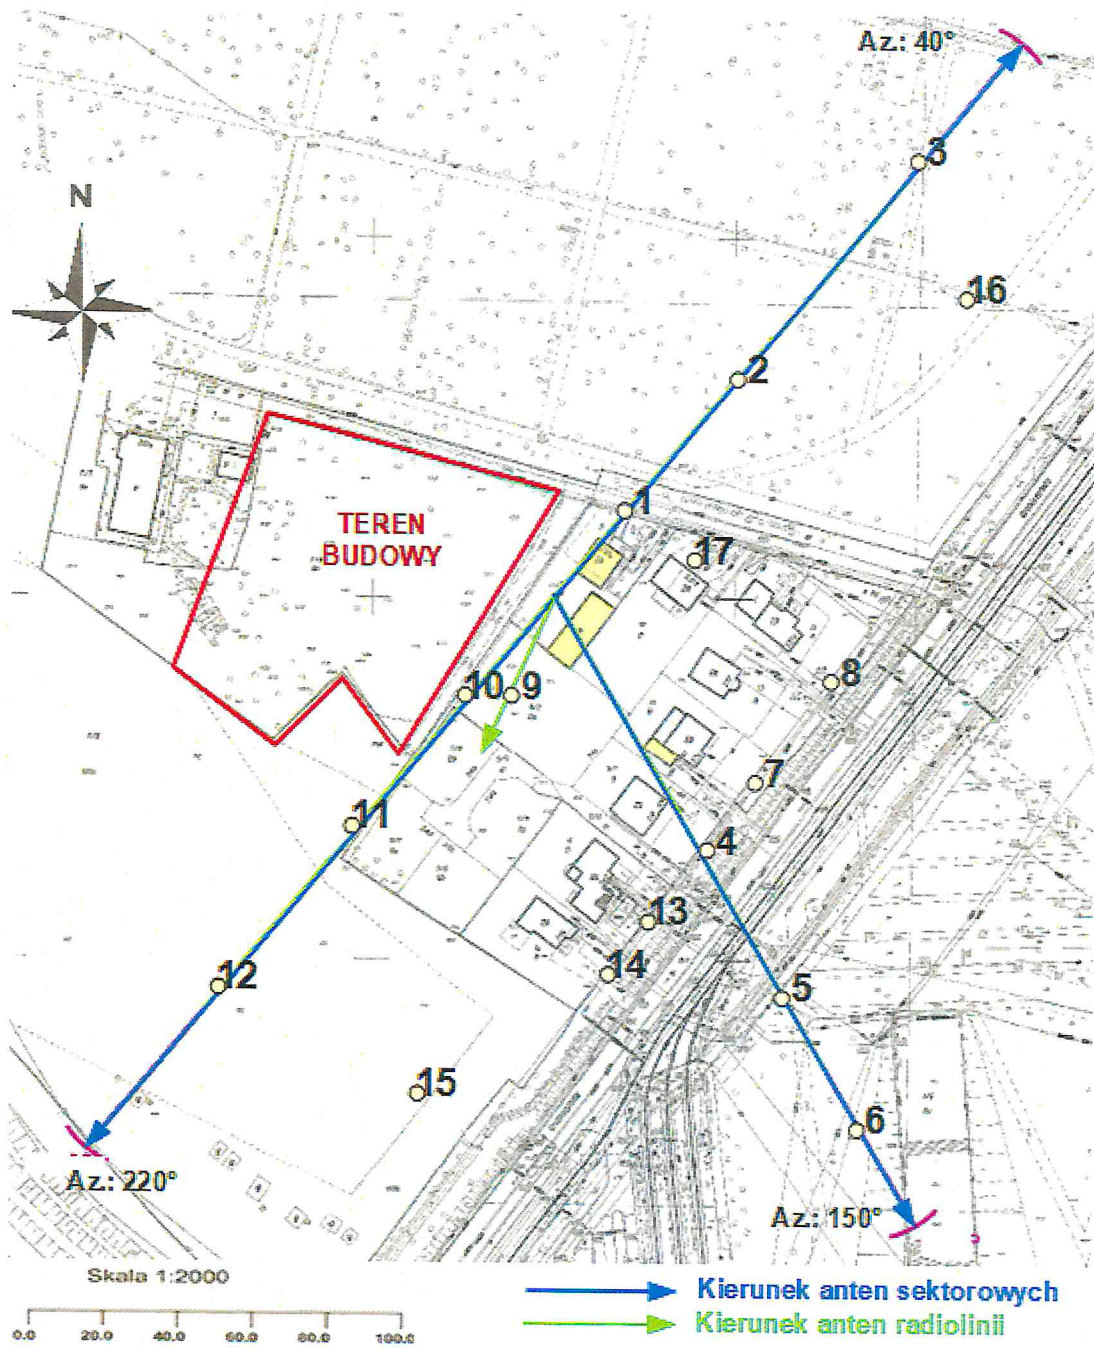 Az.: 40°
3
N
16
2
1
TEREN
BUDOWY
17
8
10
9
7
11
4
13
14
12
5
15
6
Az.: 220°
Az.: 150°
Skala 1:2000
0.0 20.0 40.0 60.0 80.0 100.0
Kierunek anten sektorowych
Kierunek anten radiolinii